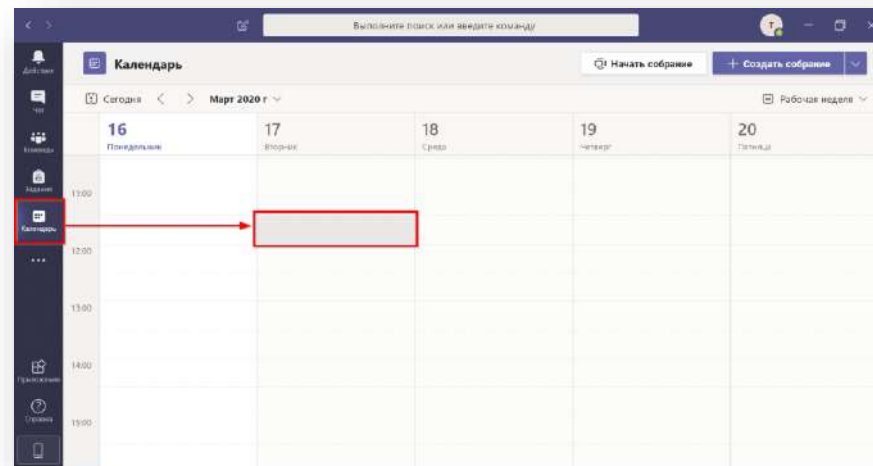 Выполните поиск или введите команду
T
Действия
Календарь
Начать собрание
+ Создать собрание
Чат
Сегодня
Март 2020 г
Рабочая неделя
Команды
16
17
18
19
20
Понедельник
Вторник
Среда
Четверг
Пятница
Задания
11:00
Календарь
12:00
13:00
14:00
Приложения
Справка
15:00